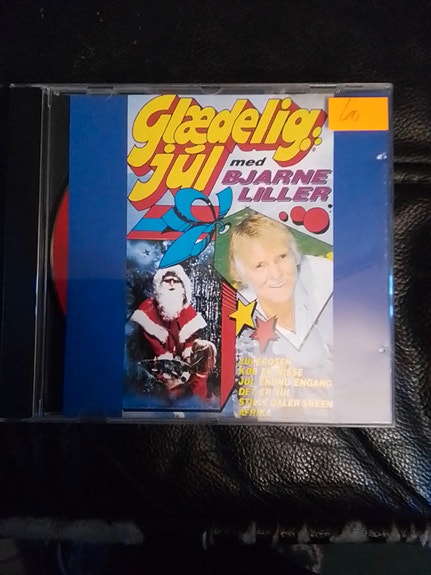 Glædelig
jul
med
BJARNE
LILLER
40
JULEROSEN
KØB EN NISSE
JUL ENDNU ENGANG
DET ER JUL
STILLE DALER SNEEN
AFRIKA